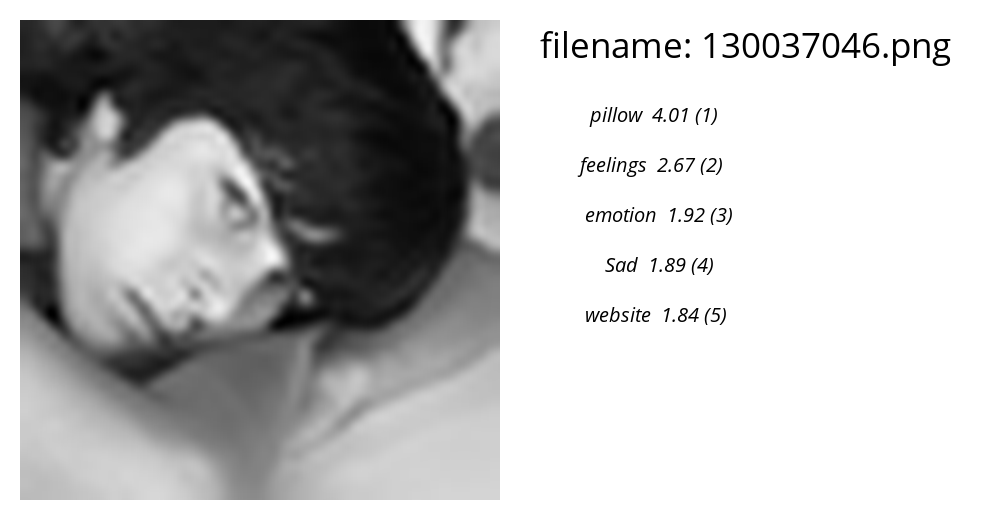 filename: 130037046.png
pillow 4.01 (1)
feelings 2.67 (2)
emotion 1.92 (3)
Sad 1.89 (4)
website 1.84 (5)